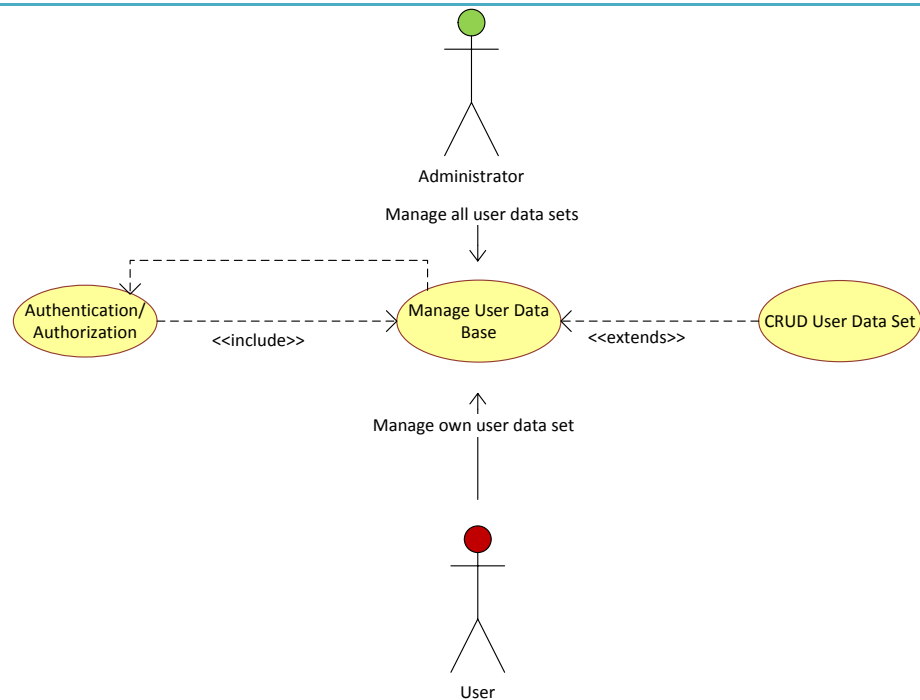 Administrator
Manage all user data sets
Authentication/
Authorization
<<include>>
Manage User Data
Base
<<extends>>
CRUD User Data Set
Manage own user data set
User